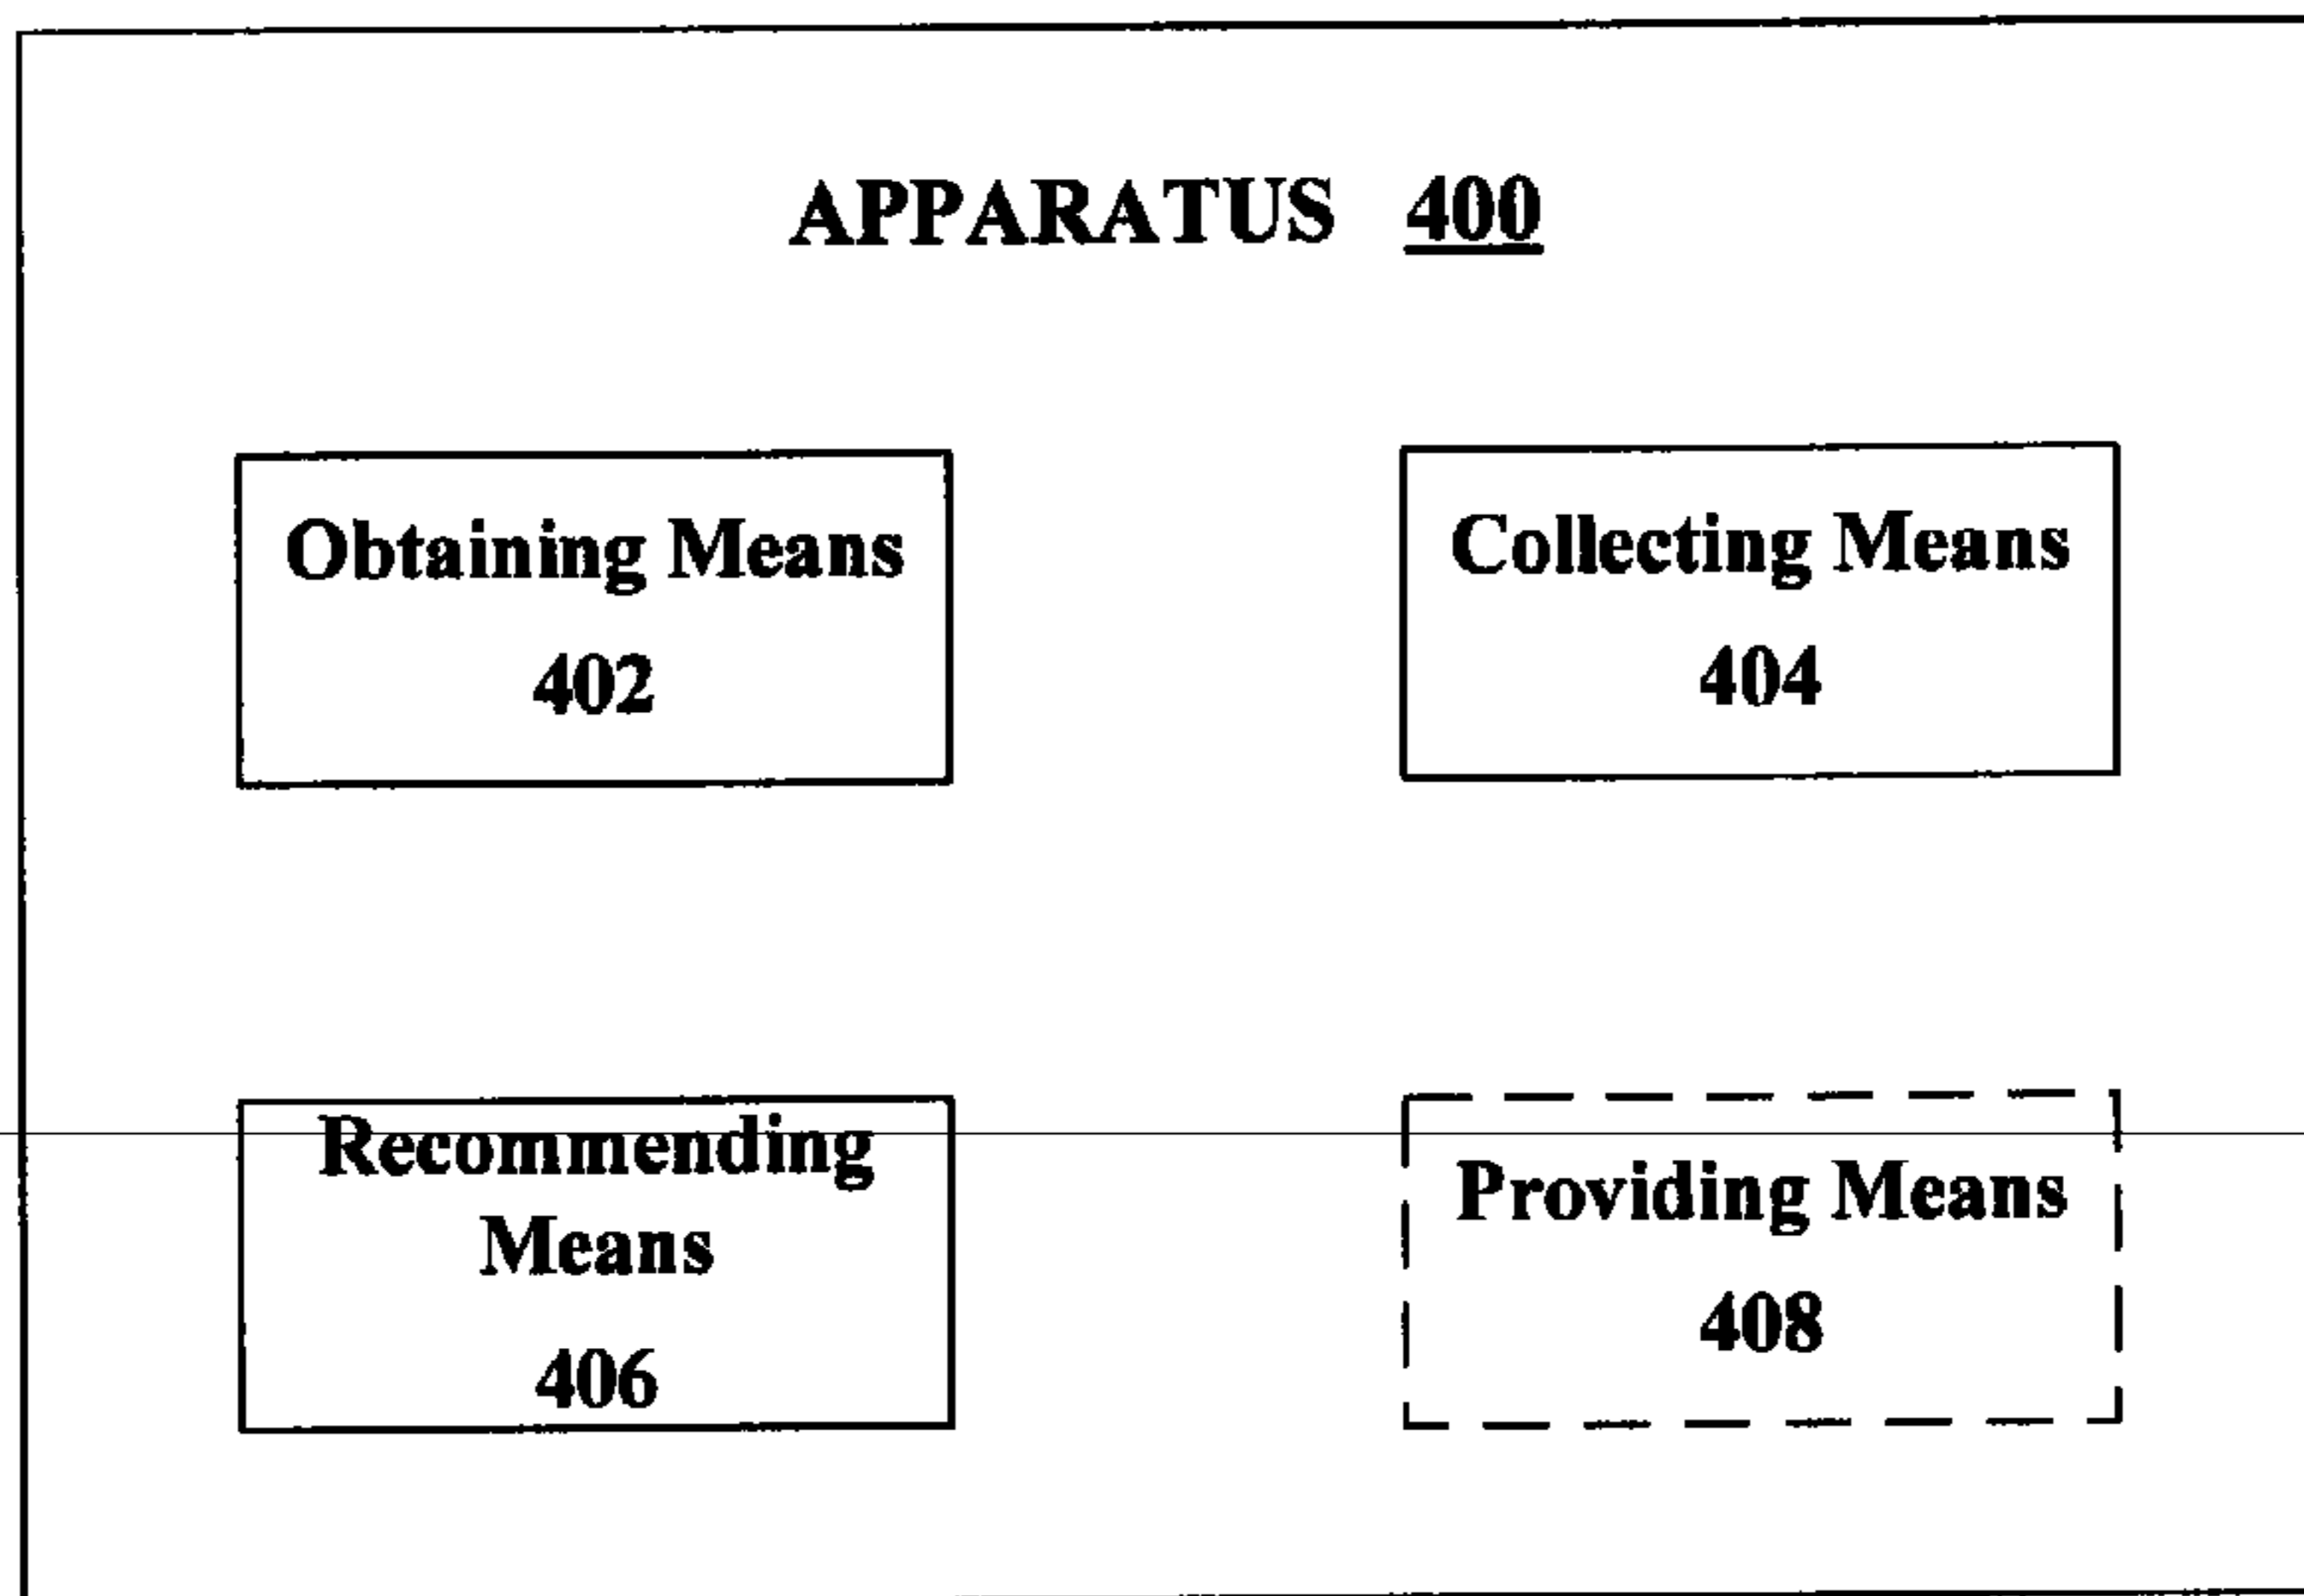 APPARATUS 400
Obtaining Means
402
Collecting Means
404
Recommending
Means
406
Providing Means
408